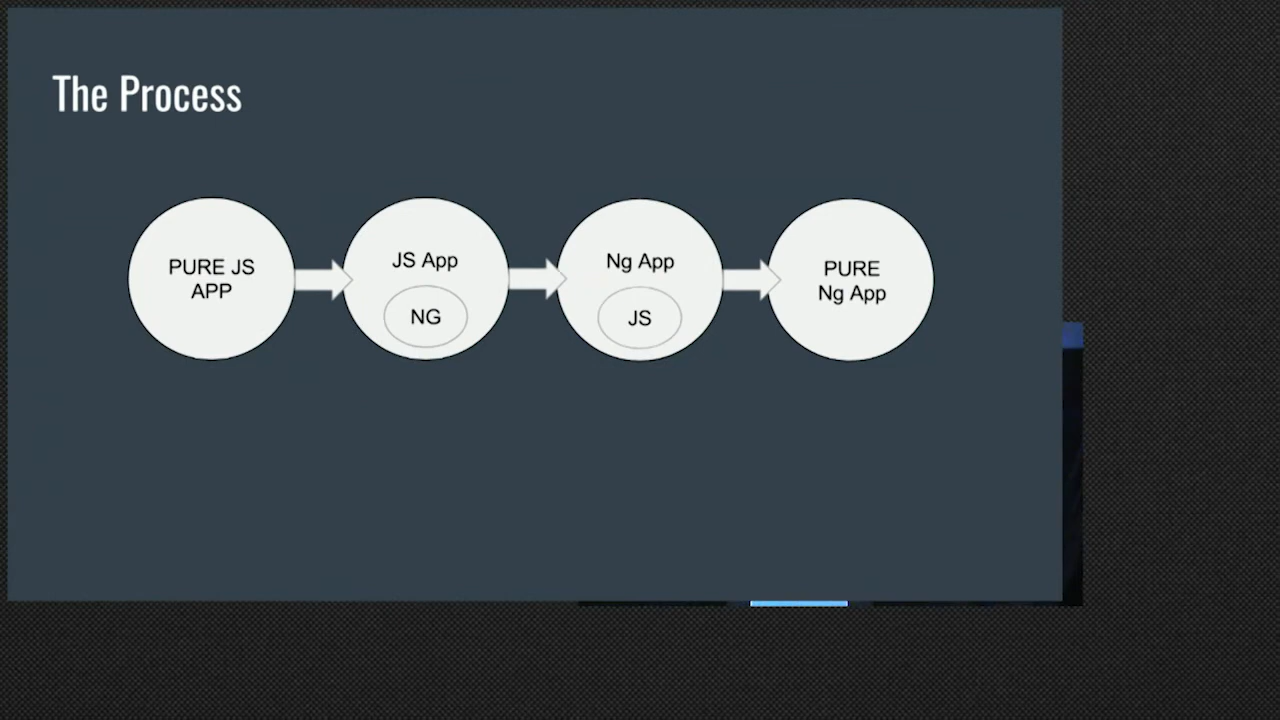 The Process
PURE JS
APP
JS App
NG
Ng App
JS
PURE
Ng App